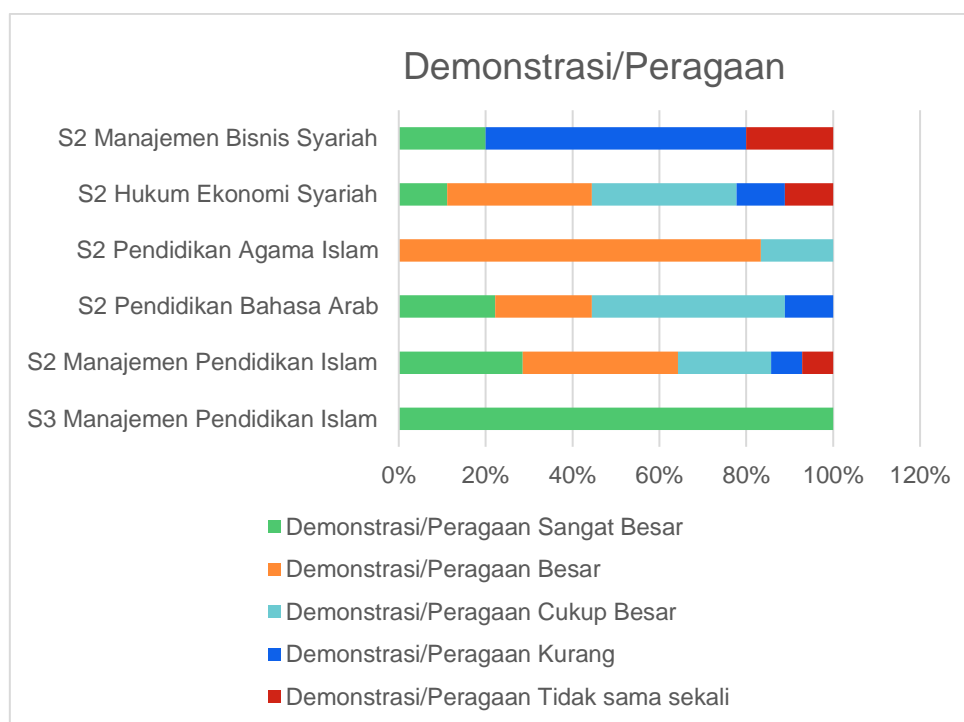 Demonstrasi/Peragaan
S2 Manajemen Bisnis Syariah
S2 Hukum Ekonomi Syariah
S2 Pendidikan Agama Islam
S2 Pendidikan Bahasa Arab
S2 Manajemen Pendidikan Islam
S3 Manajemen Pendidikan Islam
0% 20% 40% 60% 80% 100% 120%
Demonstrasi/Peragaan Sangat Besar
Demonstrasi/Peragaan Besar
Demonstrasi/Peragaan Cukup Besar
Demonstrasi/Peragaan Kurang
Demonstrasi/Peragaan Tidak sama sekali